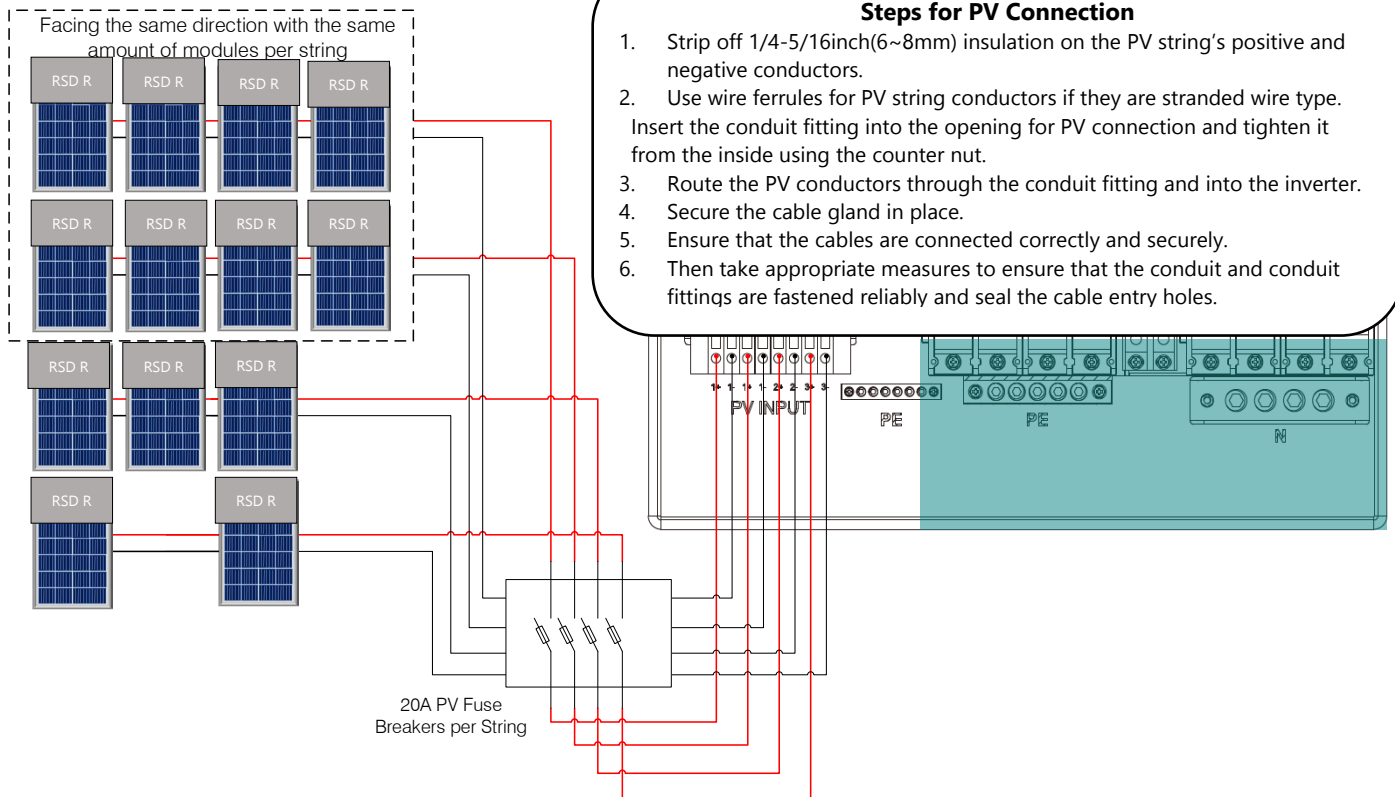 Facing the same direction with the same
amount of modules per string
RSD R RSD R RSD R RSD R
RSD R RSD R RSD R RSD R
RSD R RSD R RSD R
RSD R RSD R
20A PV Fuse
Breakers per String
Steps for PV Connection
1. Strip off 1/4-5/16inch(6~8mm) insulation on the PV string's positive and
negative conductors.
2. Use wire ferrules for PV string conductors if they are stranded wire type.
Insert the conduit fitting into the opening for PV connection and tighten it
from the inside using the counter nut.
3. Route the PV conductors through the conduit fitting and into the inverter.
4. Secure the cable gland in place.
5. Ensure that the cables are connected correctly and securely.
6. Then take appropriate measures to ensure that the conduit and conduit
fittings are fastened reliably and seal the cable entry holes.
1+ 1- 1+ 1- 2+ 2- 3+ 3-
PV INPUT
PE
PE
N